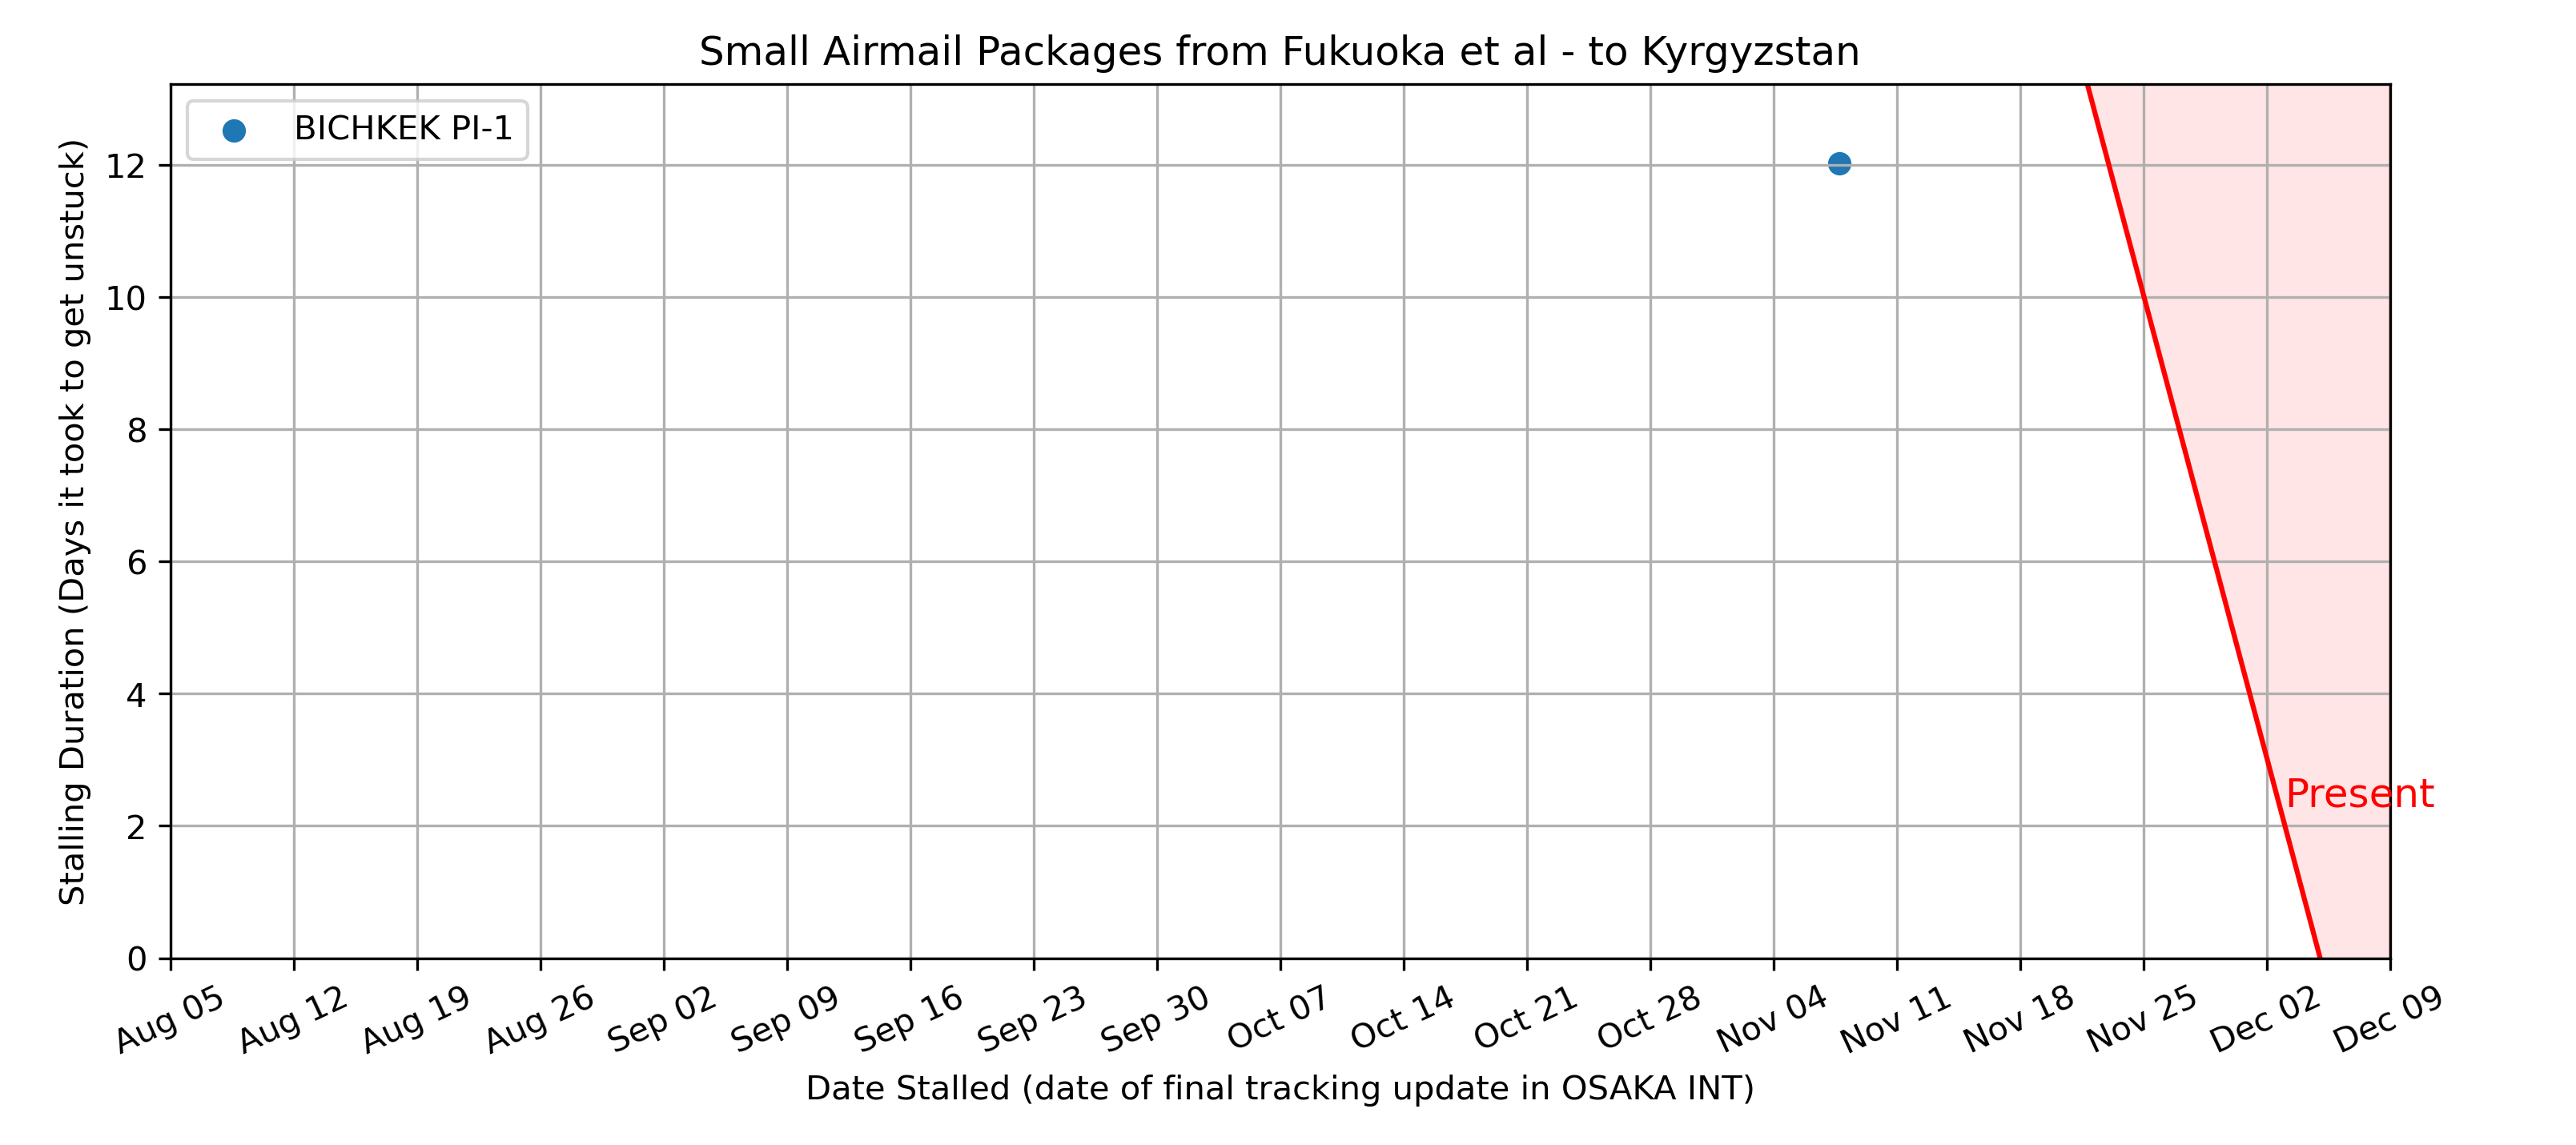 Small Airmail Packages from Fukuoka et al - to Kyrgyzstan
BICHKEK PI-1
Stalling Duration (Days it took to get unstuck)
12
10
8
6
4
2
0
Present
Aug 05
Aug 12
Aug 19
Aug 26
Sep 02
Sep 09
Sep 16
Sep 23
Sep 30
Oct 07
Oct 14
Oct 21
Oct 28
Nov 04
Nov 11
Nov 18
Nov 25
Dec 02
Dec 09
Date Stalled (date of final tracking update in OSAKA INT)